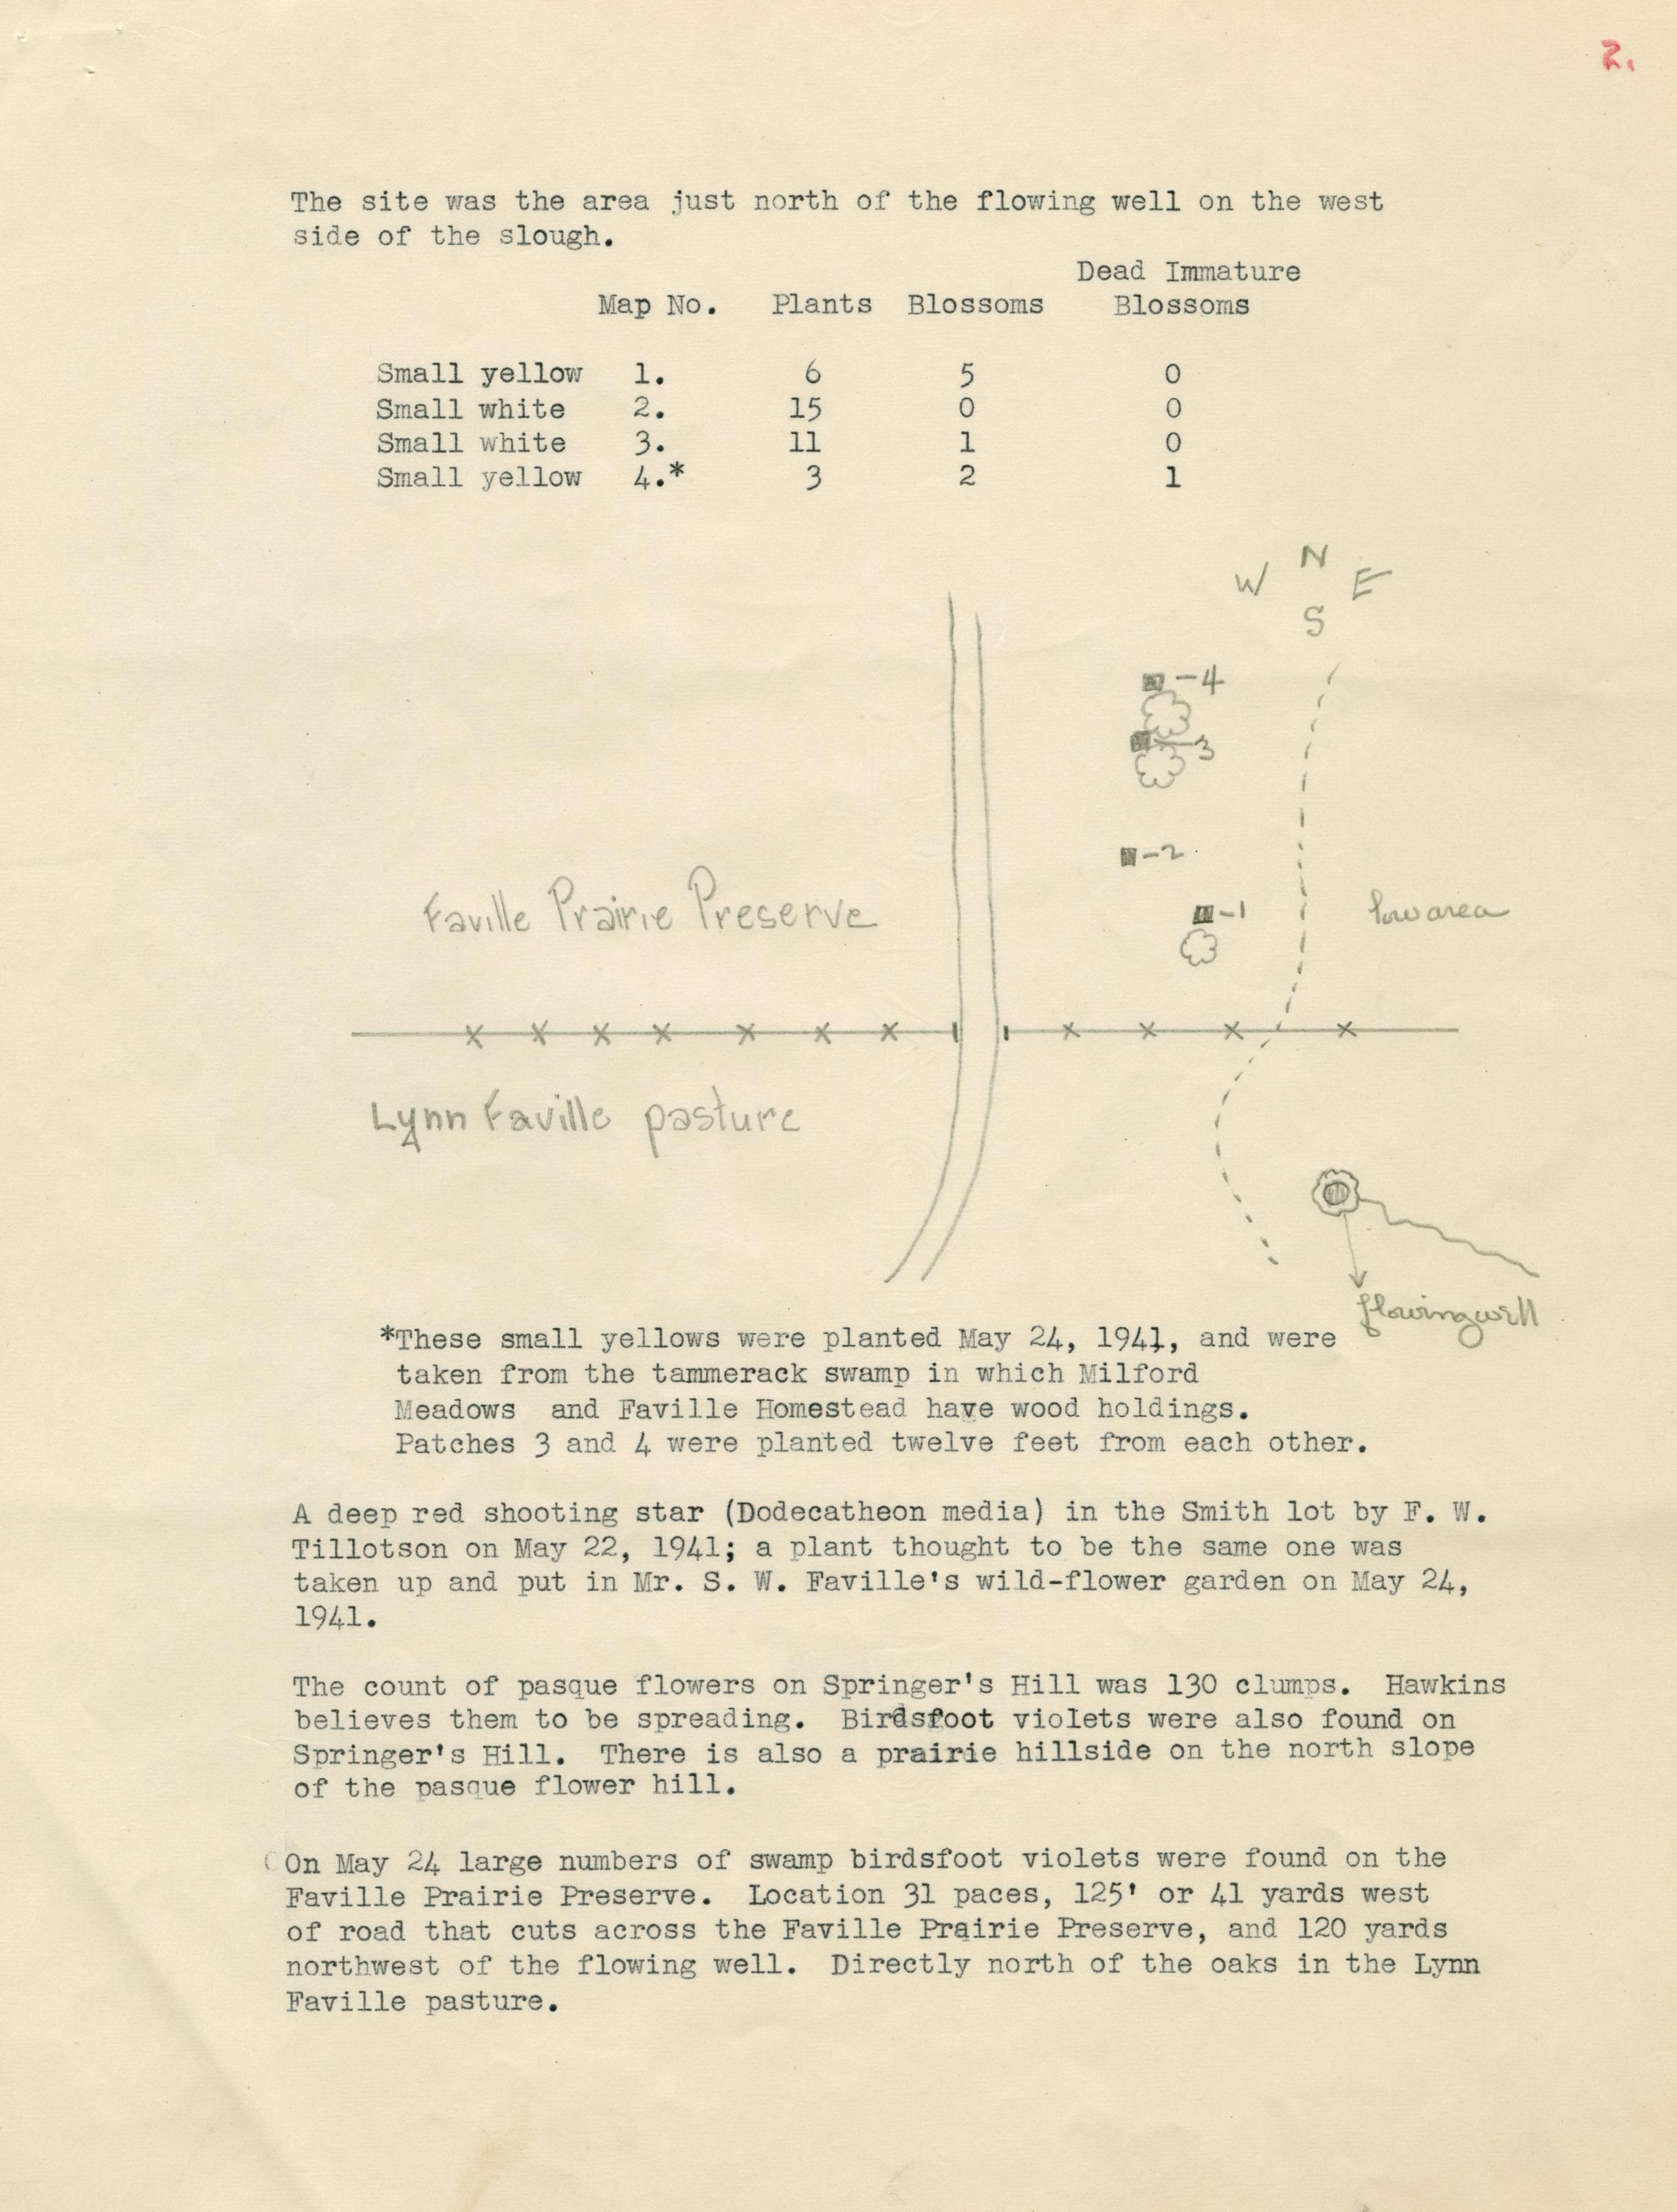 2.
The site was the area just north of the flowing well on the west
side of the slough.
Dead Immature
Map No. Plants Blossoms Blossoms
Small yellow 1. 6 5 0
Small white 2. 15 0 0
Small white 3. 11 1 0
Small yellow 4.* 3 2 1
N
W E
S
-4
-3
-2
-1
Faville Prairie Preserve
low area
Lynn Faville pasture
flowing well
*These small yellows were planted May 24, 1941, and were
taken from the tammerack swamp in which Milford
Meadows and Faville Homestead have wood holdings.
Patches 3 and 4 were planted twelve feet from each other.
A deep red shooting star (Dodecatheon media) in the Smith lot by F. W.
Tillotson on May 22, 1941; a plant thought to be the same one was
taken up and put in Mr. S. W. Faville's wild-flower garden on May 24,
1941.
The count of pasque flowers on Springer's Hill was 130 clumps. Hawkins
believes them to be spreading. Birdsfoot violets were also found on
Springer's Hill. There is also a prairie hillside on the north slope
of the pasque flower hill.
(On May 24 large numbers of swamp birdsfoot violets were found on the
Faville Prairie Preserve. Location 31 paces, 125' or 41 yards west
of road that cuts across the Faville Prairie Preserve, and 120 yards
northwest of the flowing well. Directly north of the oaks in the Lynn
Faville pasture.